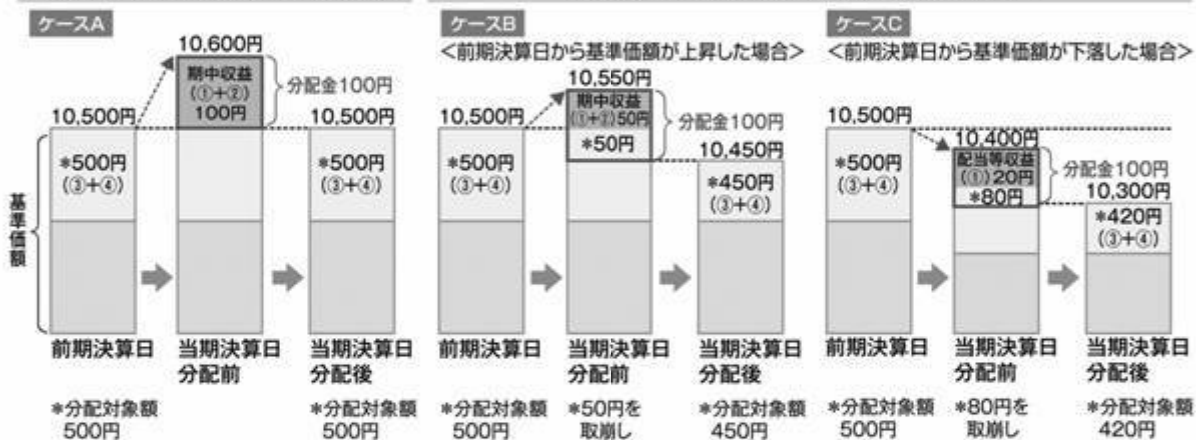 ケースA
10,600円
期中収益
(①+②)
100円
分配金100円
10,500円
10,500円
*500円
(③+④)
*500円
(③+④)
基準価額
前期決算日
当期決算日
分配前
当期決算日
分配後
*分配対象額
500円
*分配対象額
500円
ケースB
<前期決算日から基準価額が上昇した場合>
10,550円
期中収益
(①+②)50円
*50円
分配金100円
10,500円
10,450円
*500円
(③+④)
*450円
(③+④)
前期決算日
当期決算日
分配前
当期決算日
分配後
*分配対象額
500円
*50円を
取崩し
*分配対象額
450円
ケースC
<前期決算日から基準価額が下落した場合>
10,500円
10,400円
配当等収益
(①)20円
*80円
分配金100円
10,300円
*500円
(③+④)
*420円
(③+④)
前期決算日
当期決算日
分配前
当期決算日
分配後
*分配対象額
500円
*80円を
取崩し
*分配対象額
420円